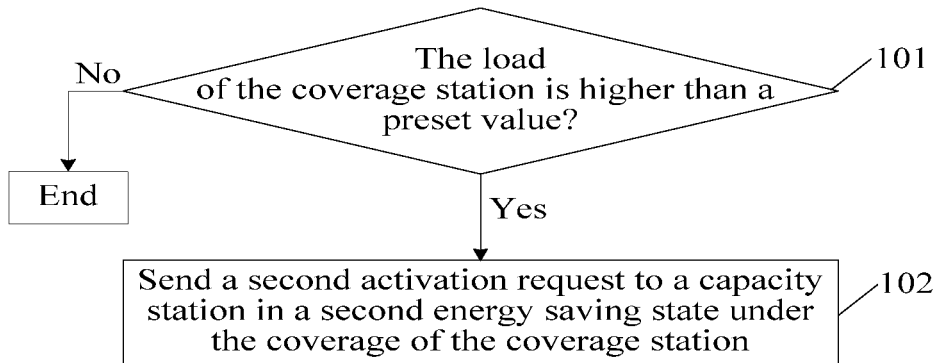 The load
of the coverage station is higher than a
preset value?
101
No
End
Yes
Send a second activation request to a capacity
station in a second energy saving state under
the coverage of the coverage station
102